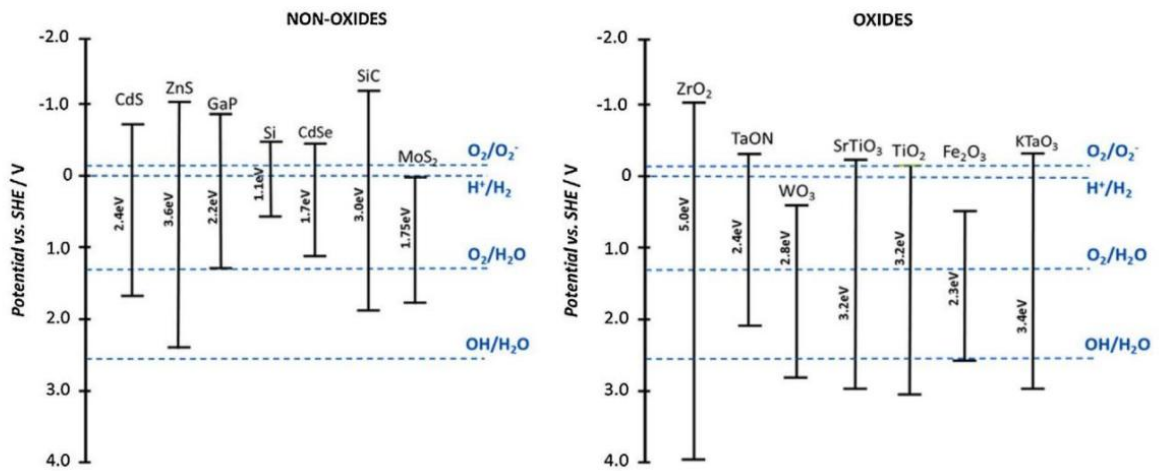 NON-OXIDES
Potential vs. SHE / V
-2.0
-1.0
0
1.0
2.0
3.0
4.0
CdS
ZnS
GaP
Si
CdSe
SiC
MoS₂
2.4eV
3.6eV
2.2eV
1.1eV
1.7eV
3.0eV
1.75eV
O₂/O₂⁻
H⁺/H₂
O₂/H₂O
OH/H₂O
OXIDES
Potential vs. SHE / V
-2.0
-1.0
0
1.0
2.0
3.0
4.0
ZrO₂
TaON
WO₃
SrTiO₃
TiO₂
Fe₂O₃
KTaO₃
5.0eV
2.4eV
2.8eV
3.2eV
3.2eV
2.3eV
3.4eV
O₂/O₂⁻
H⁺/H₂
O₂/H₂O
OH/H₂O